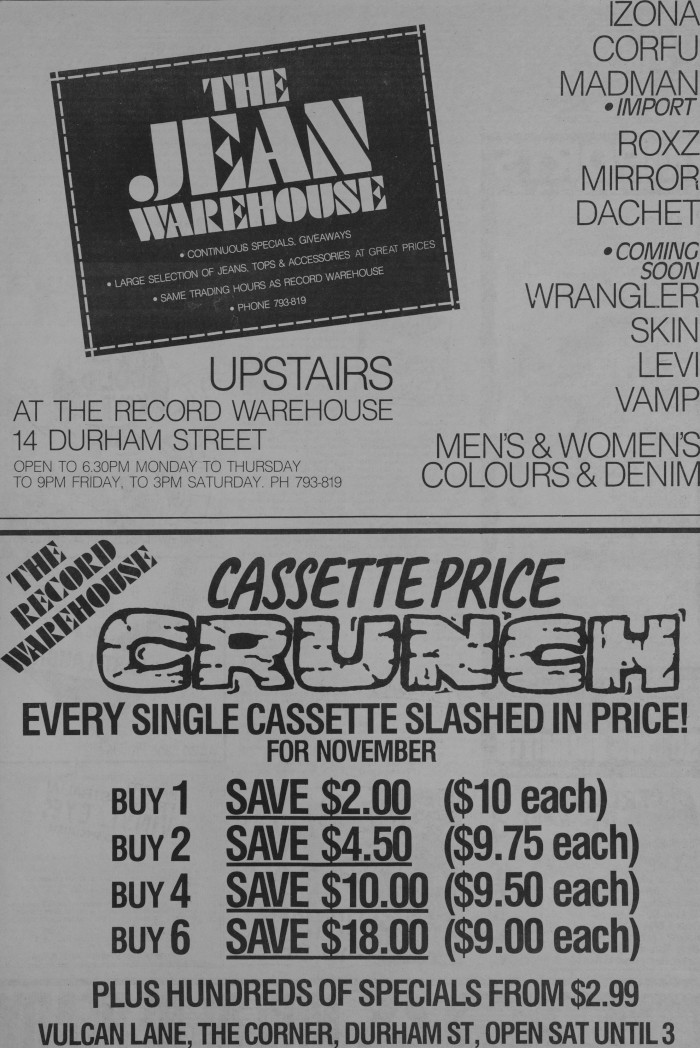 THE
JEAN
WAREHOUSE
• CONTINUOUS SPECIALS, GIVEAWAYS
• LARGE SELECTION OF JEANS, TOPS & ACCESSORIES AT GREAT PRICES
• SAME TRADING HOURS AS RECORD WAREHOUSE
• PHONE 793-819
UPSTAIRS
AT THE RECORD WAREHOUSE
14 DURHAM STREET
OPEN TO 6.30PM MONDAY TO THURSDAY
TO 9PM FRIDAY, TO 3PM SATURDAY. PH 793-819
IZONA
CORFU
MADMAN
• IMPORT
ROXZ
MIRROR
DACHET
• COMING
SOON
WRANGLER
SKIN
LEVI
VAMP
MEN'S & WOMEN'S
COLOURS & DENIM
THE
RECORD
WAREHOUSE
CASSETTE PRICE
CRUNCH
EVERY SINGLE CASSETTE SLASHED IN PRICE!
FOR NOVEMBER
BUY 1 SAVE $2.00 ($10 each)
BUY 2 SAVE $4.50 ($9.75 each)
BUY 4 SAVE $10.00 ($9.50 each)
BUY 6 SAVE $18.00 ($9.00 each)
PLUS HUNDREDS OF SPECIALS FROM $2.99
VULCAN LANE, THE CORNER, DURHAM ST, OPEN SAT UNTIL 3